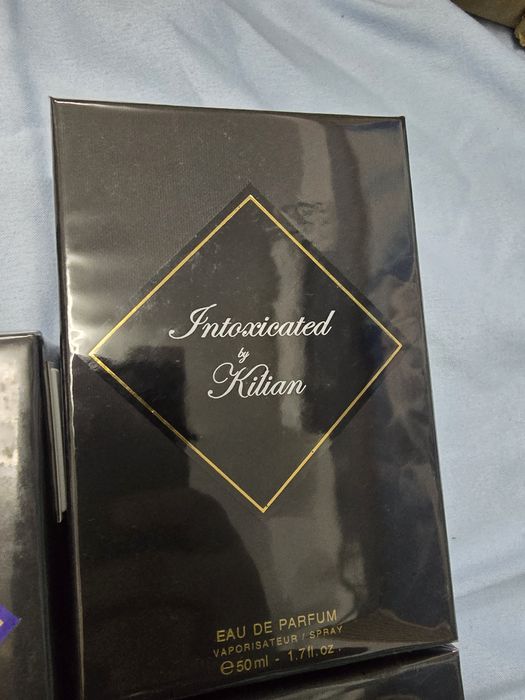 Intoxicated
by
Kilian
EAU DE PARFUM
VAPORISATEUR / SPRAY
℮50ml - 1.7fl.oz.